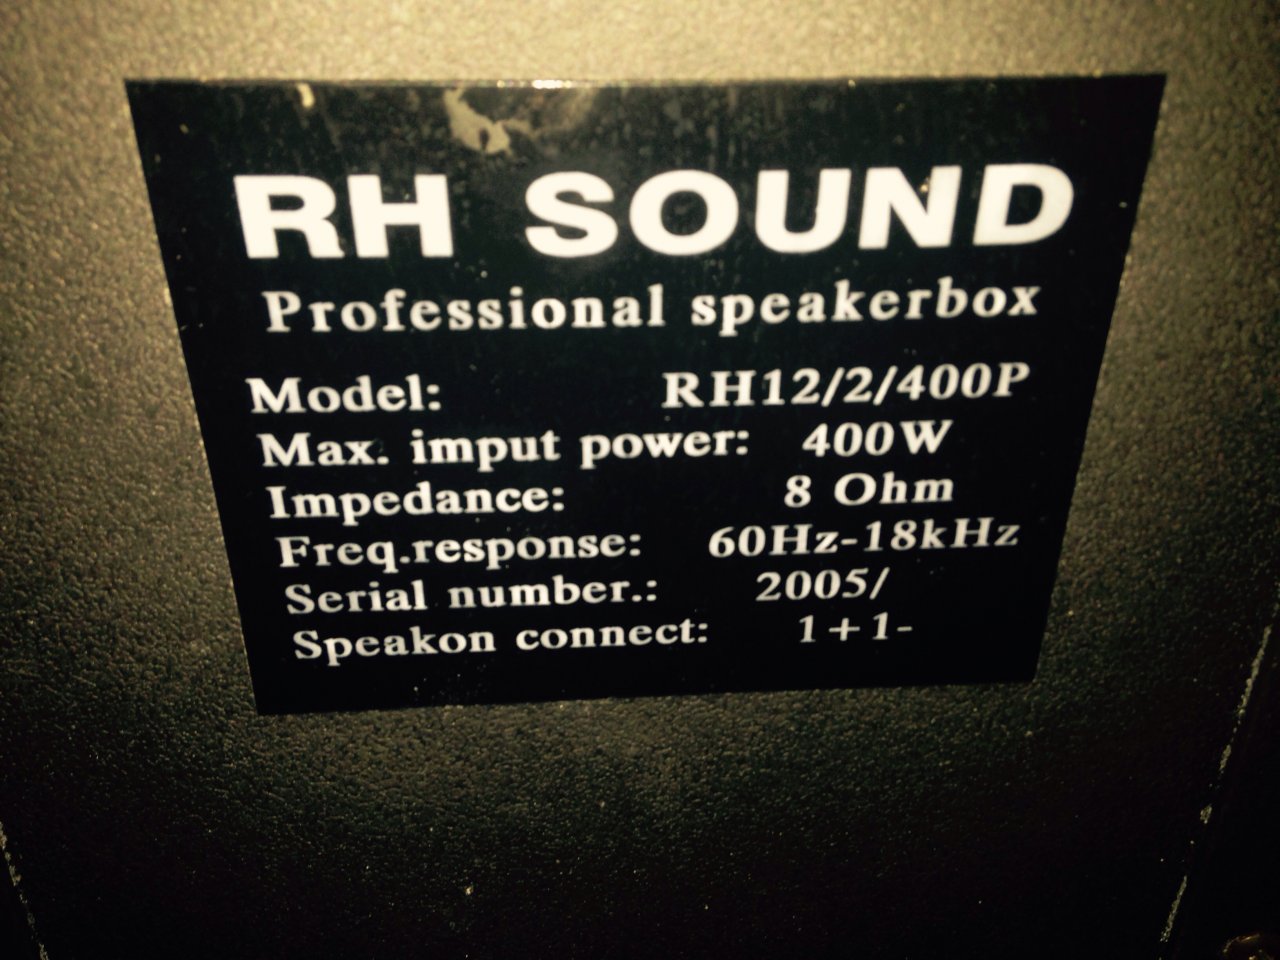 RH SOUND
Professional speakerbox
Model: RH12/2/400P
Max. imput power: 400W
Impedance: 8 Ohm
Freq.response: 60Hz-18kHz
Serial number.: 2005/
Speakon connect: 1+1-